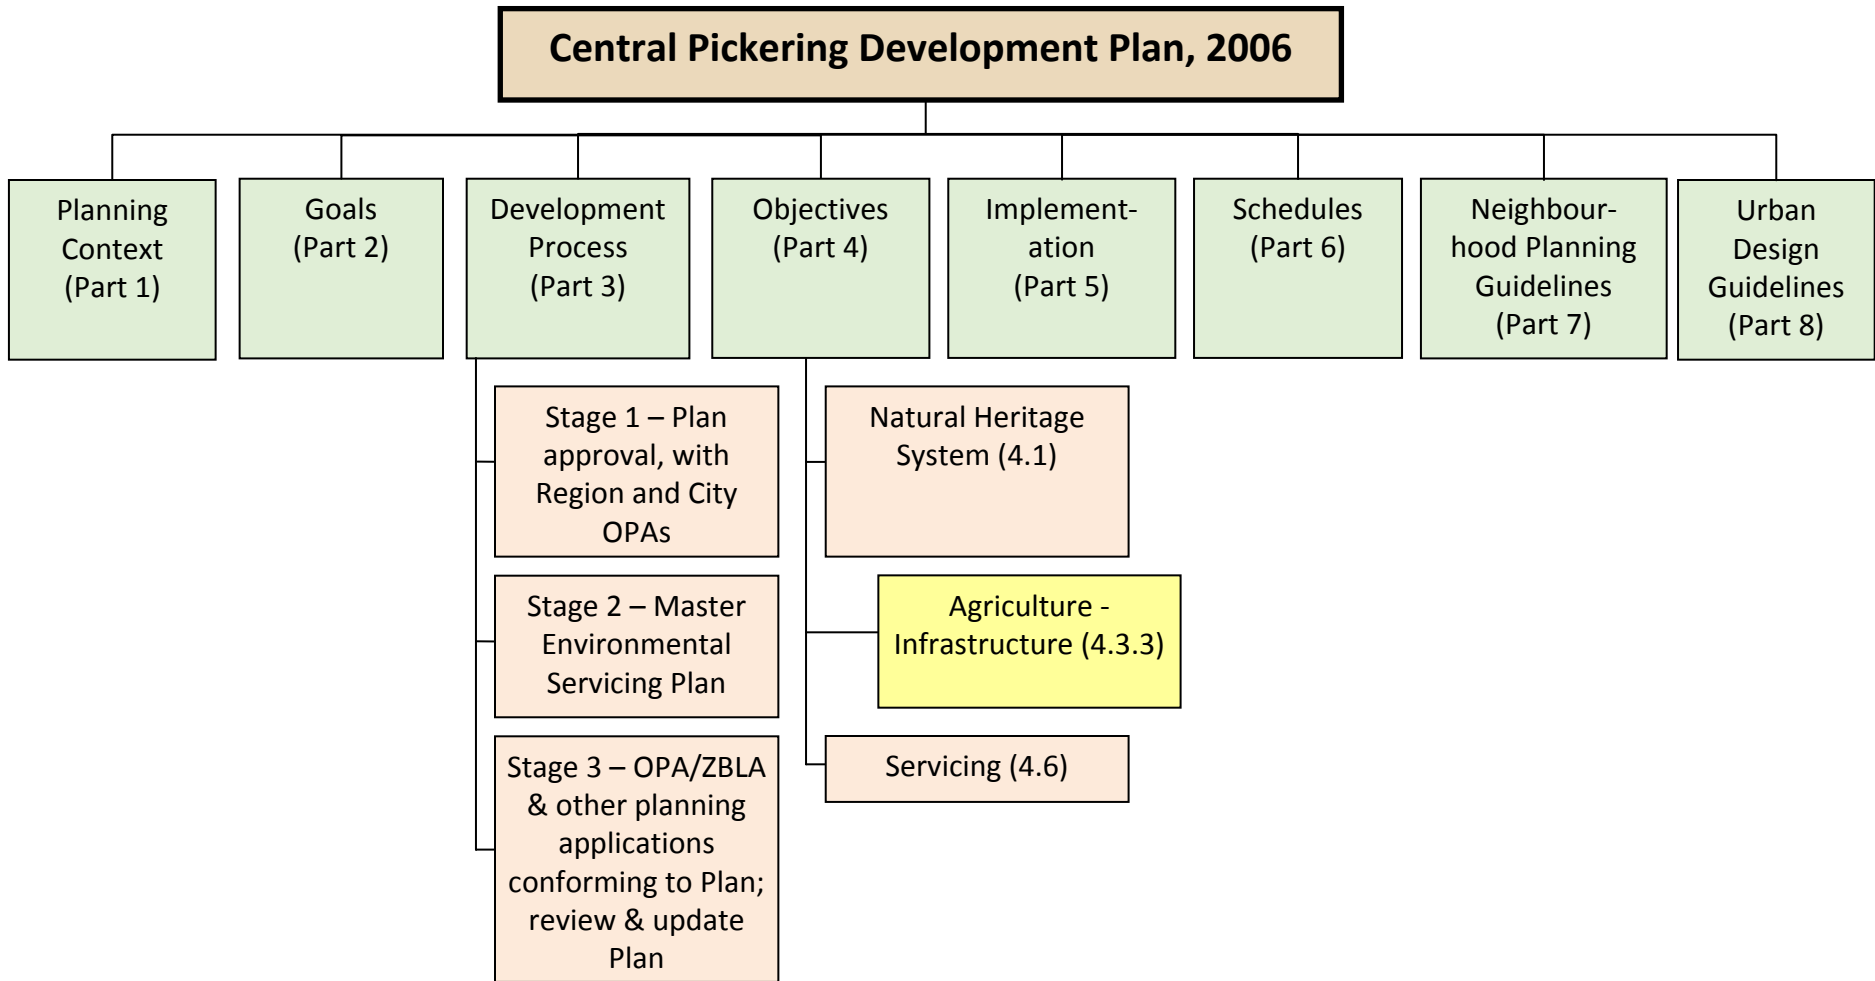 Central Pickering Development Plan, 2006
Planning
Context
(Part 1)
Goals
(Part 2)
Development
Process
(Part 3)
Objectives
(Part 4)
Implement-
ation
(Part 5)
Schedules
(Part 6)
Neighbour-
hood Planning
Guidelines
(Part 7)
Urban
Design
Guidelines
(Part 8)
Stage 1 – Plan
approval, with
Region and City
OPAs
Stage 2 – Master
Environmental
Servicing Plan
Stage 3 – OPA/ZBLA
& other planning
applications
conforming to Plan;
review & update
Plan
Natural Heritage
System (4.1)
Agriculture -
Infrastructure (4.3.3)
Servicing (4.6)